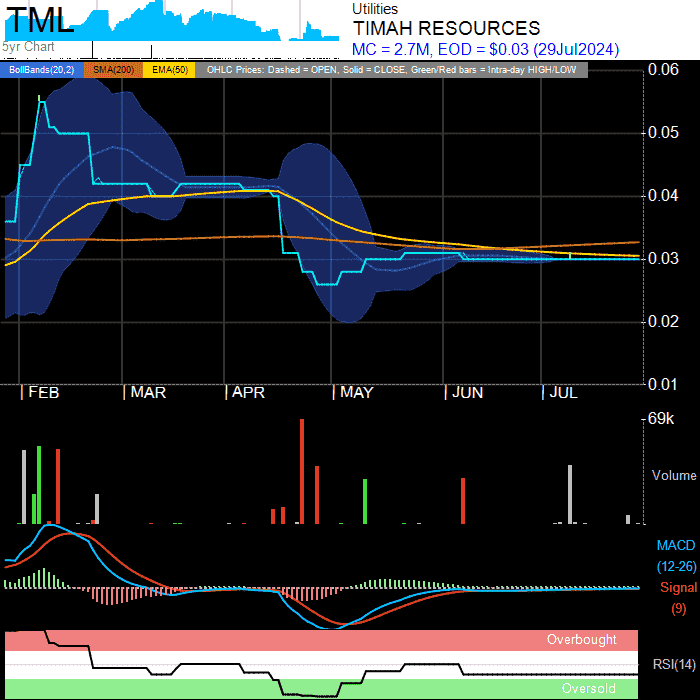 TML
5yr Chart
Utilities
TIMAH RESOURCES
MC = 2.7M, EOD = $0.03 (29Jul2024)
BollBands(20,2) SMA(200) EMA(50) OHLC Prices: Dashed = OPEN, Solid = CLOSE, Green/Red bars = Intra-day HIGH/LOW
0.06
0.05
0.04
0.03
0.02
0.01
| FEB | MAR | APR | MAY | JUN | JUL
69k
Volume
MACD
(12-26)
Signal
(9)
Overbought
RSI(14)
Oversold